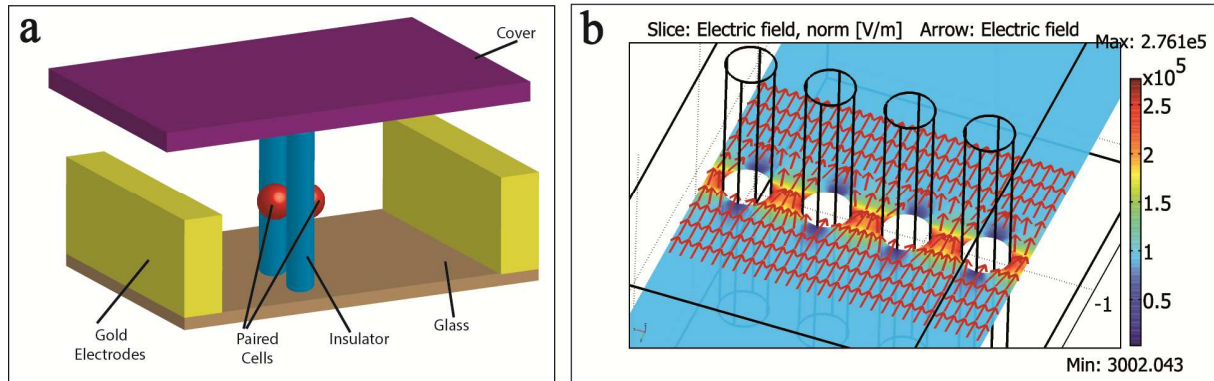 a
Cover
Gold
Electrodes
Paired
Cells
Insulator
Glass
b
Slice: Electric field, norm [V/m] Arrow: Electric field
Max: 2.761e5
x10^5
2.5
2
1.5
1
0.5
-1
Min: 3002.043